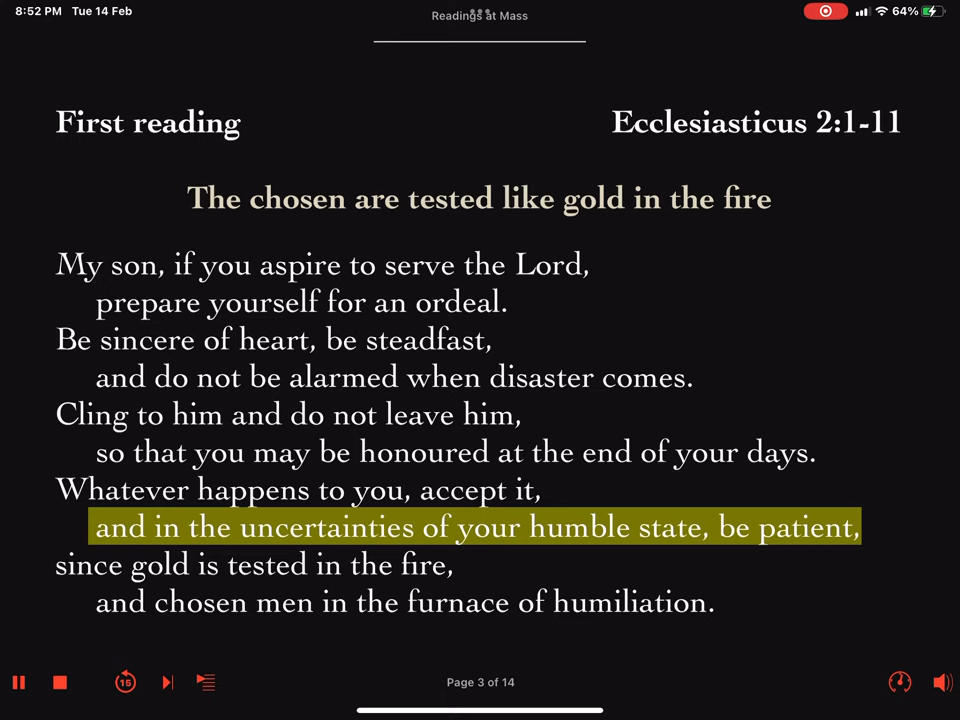 8:52 PM Tue 14 Feb
Readings at Mass
64%
First reading Ecclesiasticus 2:1-11
The chosen are tested like gold in the fire
My son, if you aspire to serve the Lord,
prepare yourself for an ordeal.
Be sincere of heart, be steadfast,
and do not be alarmed when disaster comes.
Cling to him and do not leave him,
so that you may be honoured at the end of your days.
Whatever happens to you, accept it,
and in the uncertainties of your humble state, be patient,
since gold is tested in the fire,
and chosen men in the furnace of humiliation.
15
Page 3 of 14